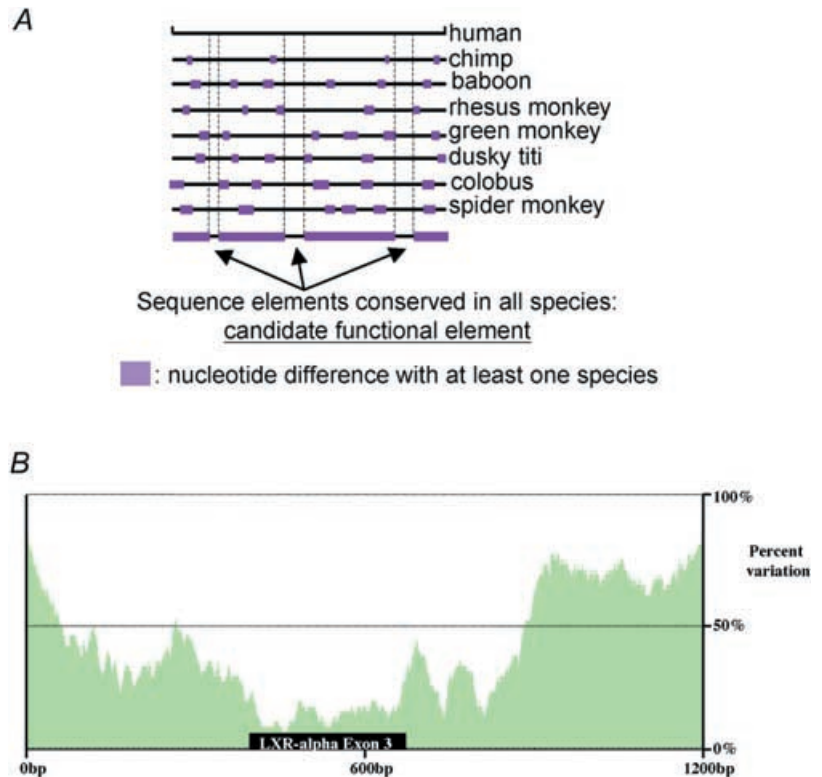 A
human
chimp
baboon
rhesus monkey
green monkey
dusky titi
colobus
spider monkey
Sequence elements conserved in all species:
candidate functional element
: nucleotide difference with at least one species
B
100%
Percent
variation
50%
LXR-alpha Exon 3
0%
0bp
600bp
1200bp